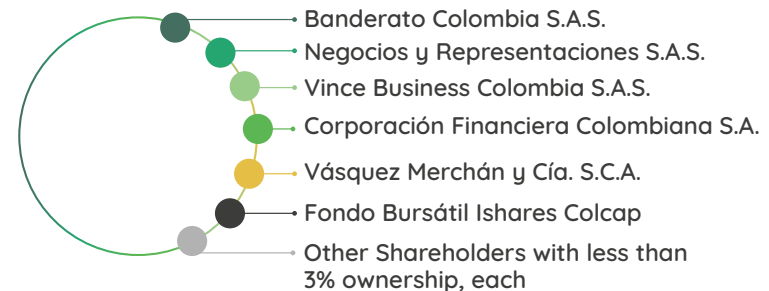 Banderato Colombia S.A.S.
Negocios y Representaciones S.A.S.
Vince Business Colombia S.A.S.
Corporación Financiera Colombiana S.A.
Vásquez Merchán y Cía. S.C.A.
Fondo Bursátil Ishares Colcap
Other Shareholders with less than
3% ownership, each